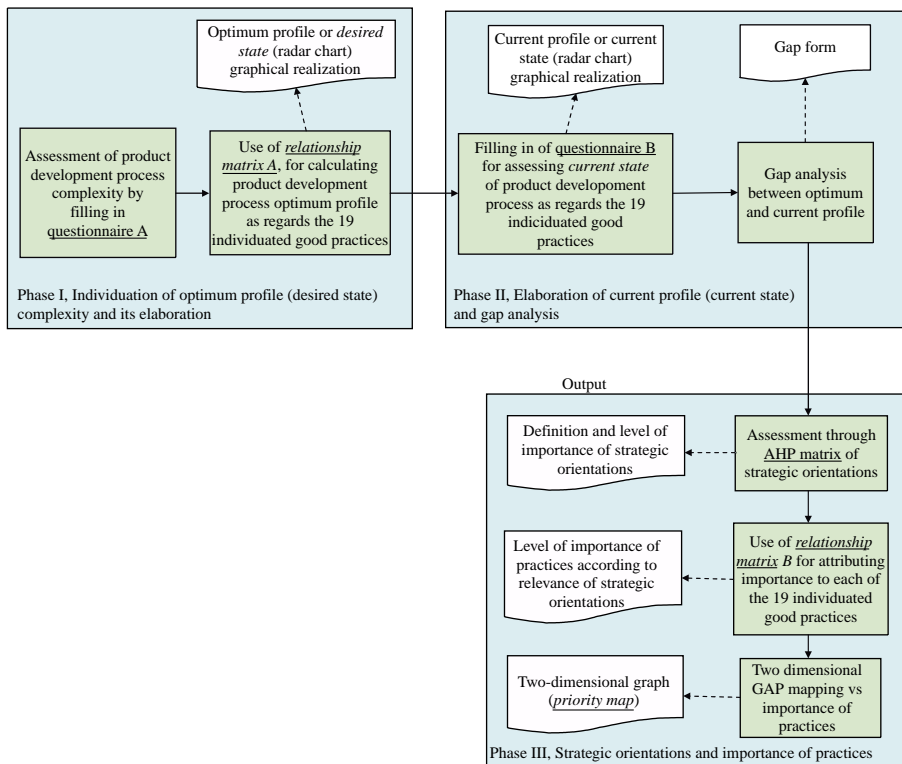 Optimum profile or desired
state (radar chart)
graphical realization
Assessment of product
development process
complexity by
filling in
questionnaire A
Use of relationship
matrix A, for calculating
product development
process optimum profile
as regards the 19
individuated good practices
Phase I, Individuation of optimum profile (desired state)
complexity and its elaboration
Current profile or current
state (radar chart)
graphical realization
Gap form
Filling in of questionnaire B
for assessing current state
of product developoment
process as regards the 19
indiciduated good
practices
Gap analysis
between optimum
and current profile
Phase II, Elaboration of current profile (current state)
and gap analysis
Output
Definition and level of
importance of strategic
orientations
Assessment through
AHP matrix of
strategic orientations
Level of importance of
practices according to
relevance of strategic
orientations
Use of relationship
matrix B for attributing
importance to each of
the 19 individuated
good practices
Two-dimensional graph
(priority map)
Two dimensional
GAP mapping vs
importance of
practices
Phase III, Strategic orientations and importance of practices